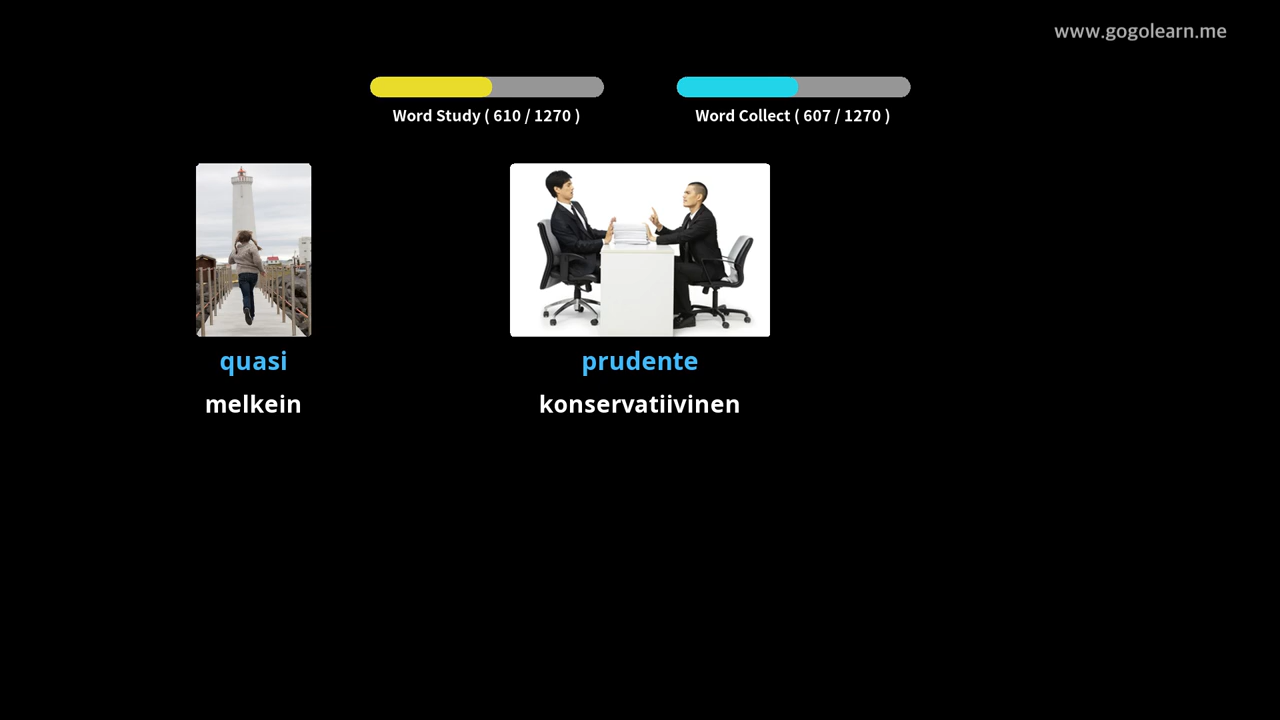 www.gogolearn.me
Word Study ( 610 / 1270 )
Word Collect ( 607 / 1270 )
quasi
melkein
prudente
konservatiivinen